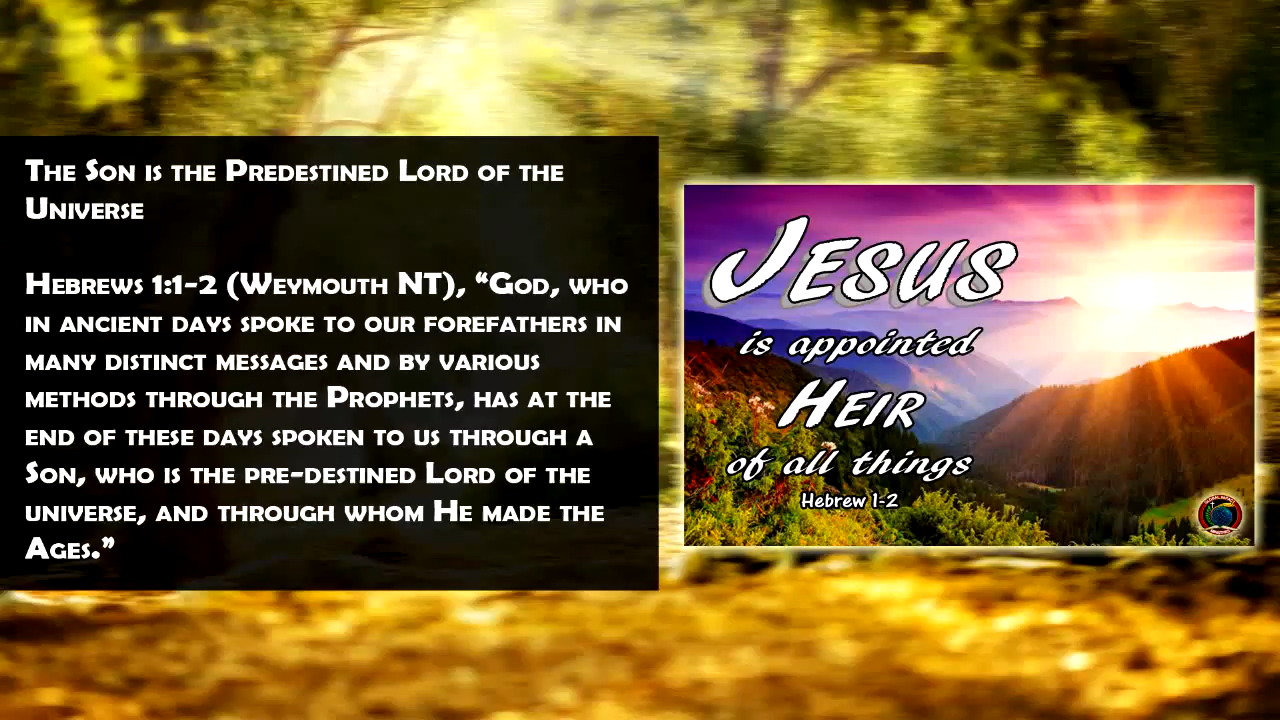 The Son is the Predestined Lord of the
Universe
Hebrews 1:1-2 (Weymouth NT), “God, who
in ancient days spoke to our forefathers in
many distinct messages and by various
methods through the Prophets, has at the
end of these days spoken to us through a
Son, who is the pre-destined Lord of the
universe, and through whom He made the
Ages.”
Jesus
is appointed
Heir
of all things
Hebrew 1-2